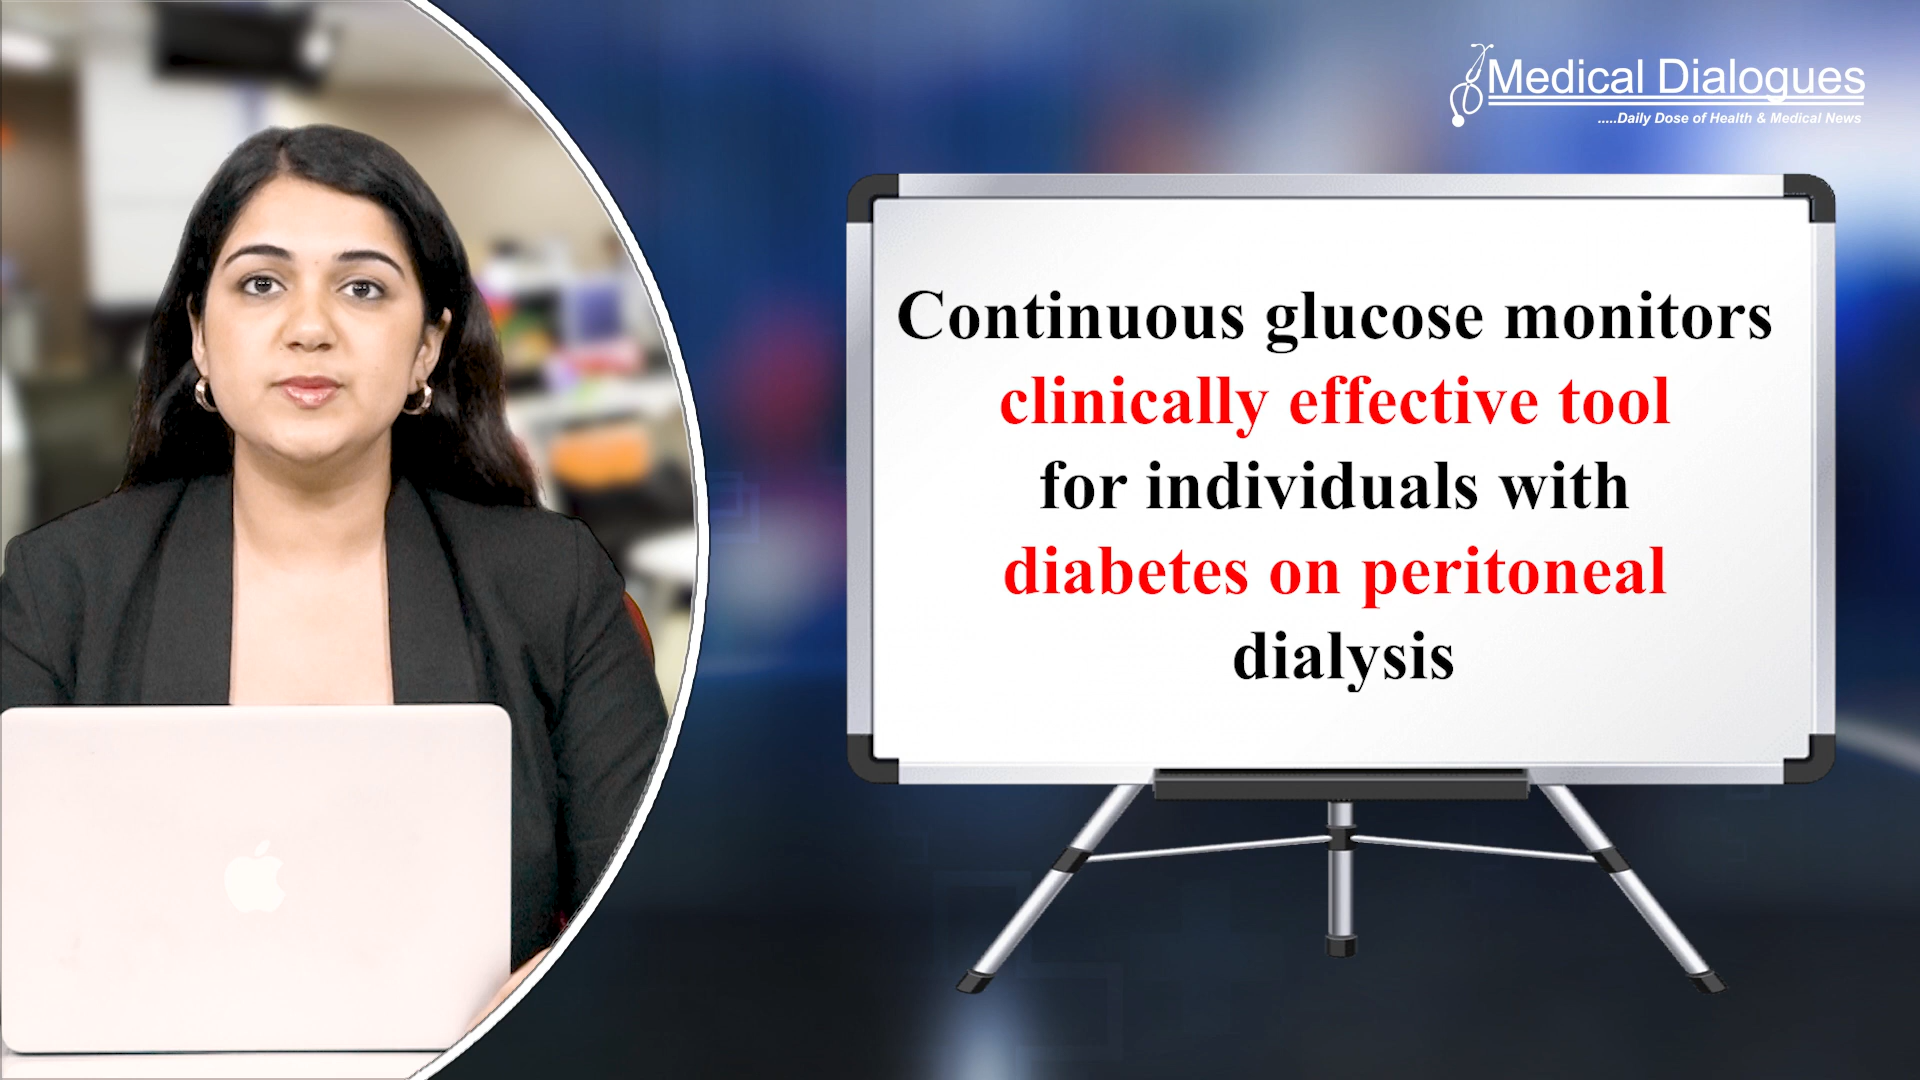 Medical Dialogues
.....Daily Dose of Health & Medical News
Continuous glucose monitors
clinically effective tool
for individuals with
diabetes on peritoneal
dialysis